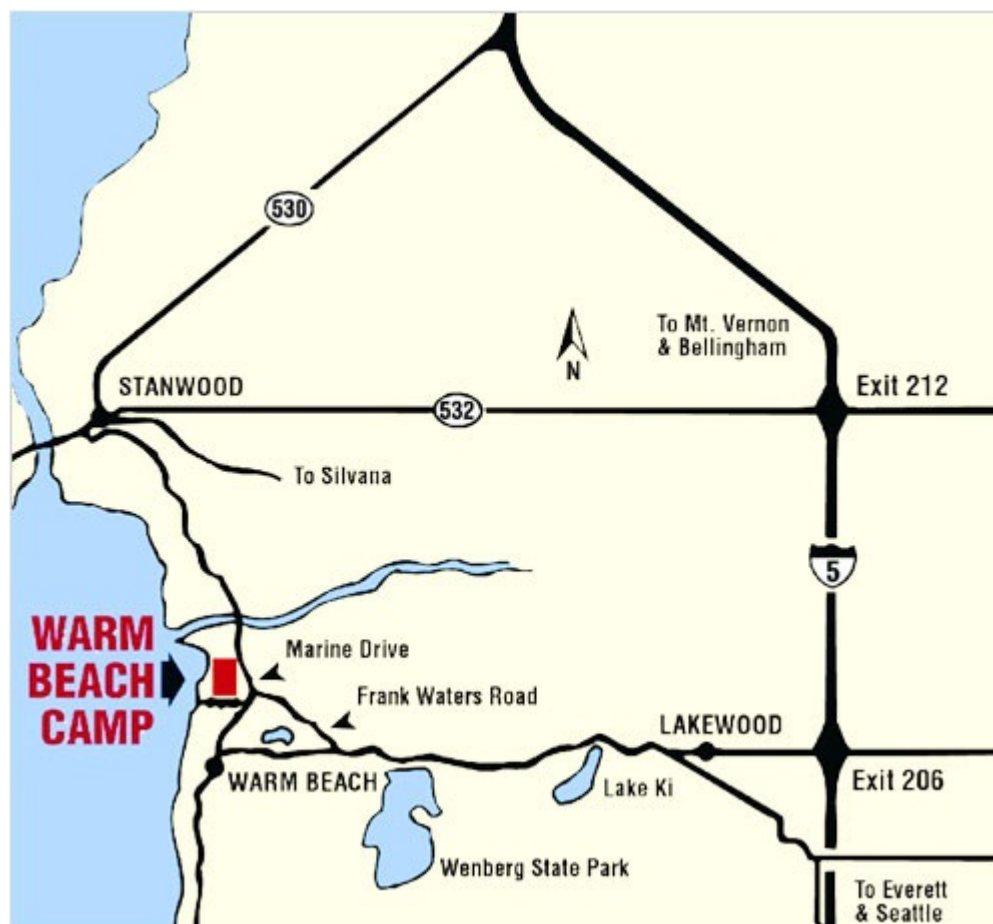 530
To Mt. Vernon
& Bellingham
N
STANWOOD
Exit 212
532
To Silvana
5
WARM
BEACH
CAMP
Marine Drive
Frank Waters Road
LAKEWOOD
WARM BEACH
Lake Ki
Exit 206
Wenberg State Park
To Everett
& Seattle